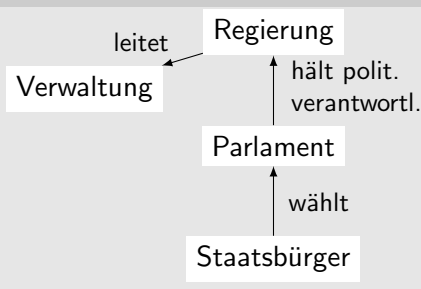 Regierung
leitet
Verwaltung
hält polit.
verantwortl.
Parlament
wählt
Staatsbürger